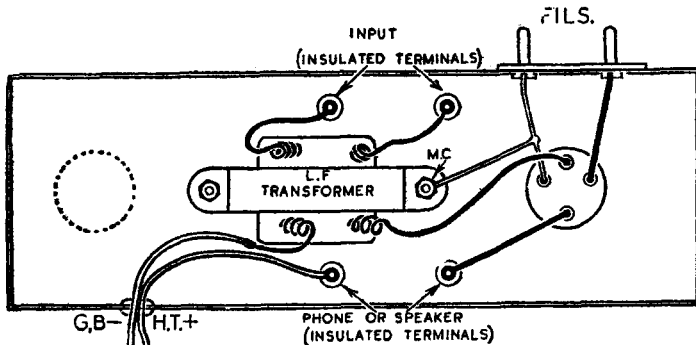 FILS.
INPUT
(INSULATED TERMINALS)
M.C
L.F
TRANSFORMER
G,B- H.T.+
PHONE OR SPEAKER
(INSULATED TERMINALS)